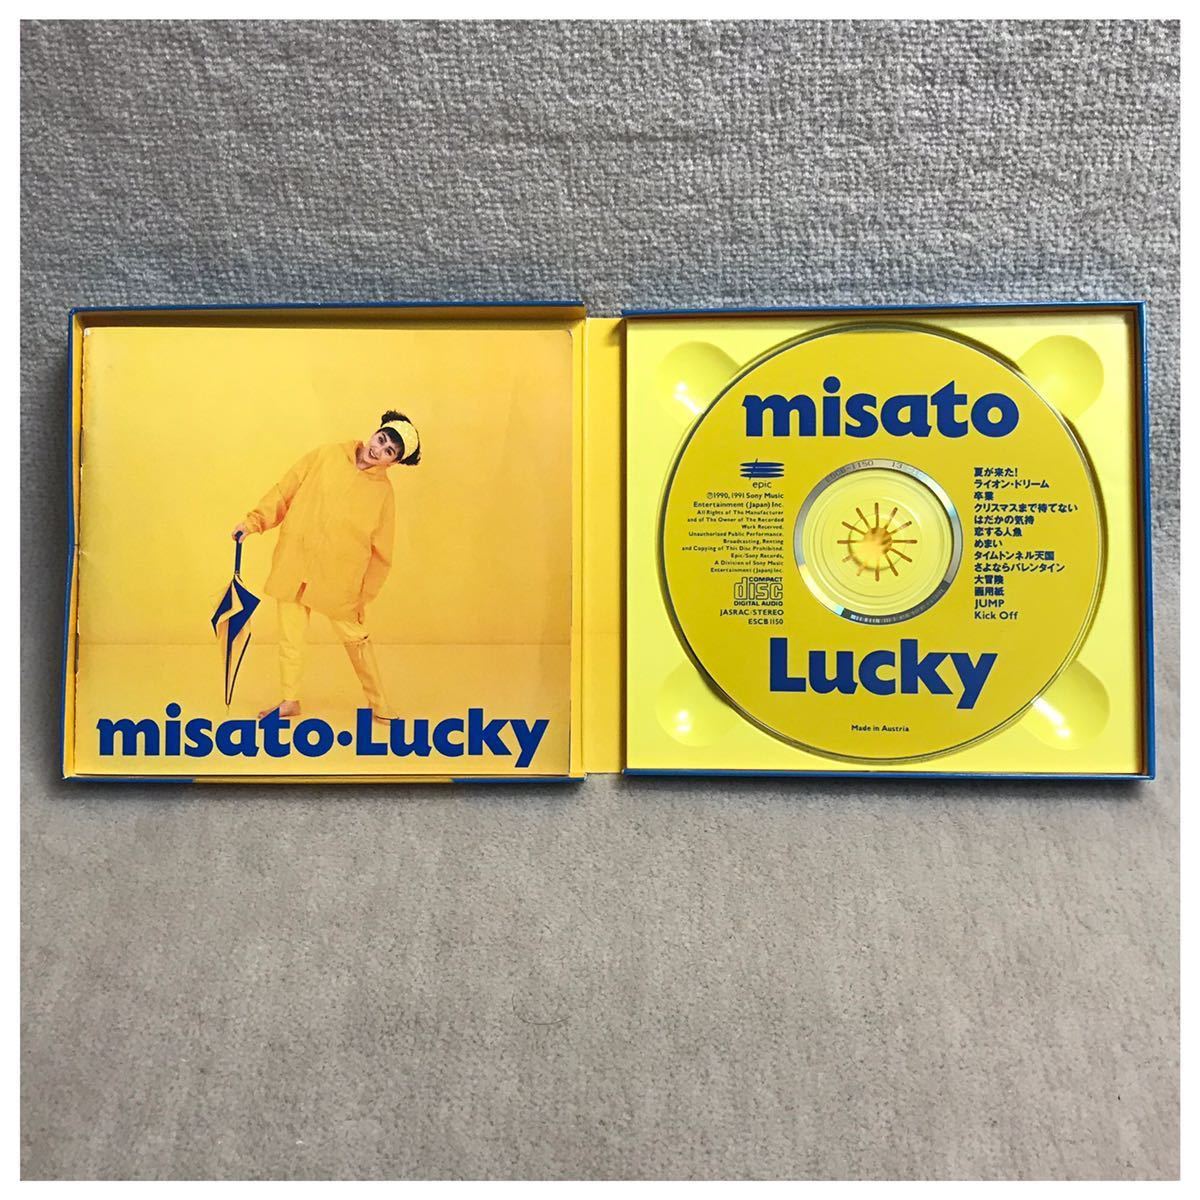 misato·Lucky
misato
epic
℗1990, 1991 Sony Music
Entertainment (Japan) Inc.
All Rights of The Manufacturer
and of The Owner of The Recorded
Work Reserved.
Unauthorised Public Performance.
Broadcasting, Renting
and Copying of This Disc Prohibited.
Epic/Sony Records,
A Division of Sony Music
Entertainment (Japan) Inc.
COMPACT
disc
DIGITAL AUDIO
JASRAC/STEREO
ESCB 1150
夏が来た!
ライオン・ドリーム
卒業
クリスマスまで待てない
はだかの気持
恋する人魚
めまい
タイムトンネル天国
さよならバレンタイン
大冒険
画用紙
JUMP
Kick Off
Lucky
Made in Austria